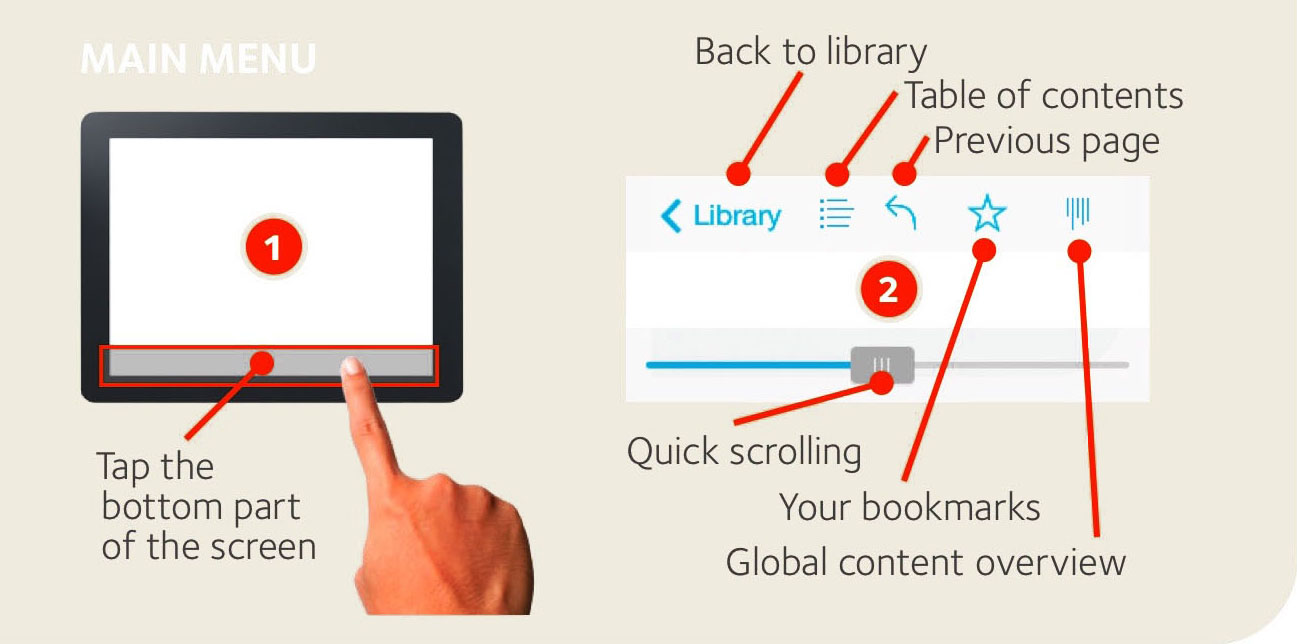 MAIN MENU
1
Tap the
bottom part
of the screen
Back to library
Table of contents
Previous page
Library
2
Quick scrolling
Your bookmarks
Global content overview